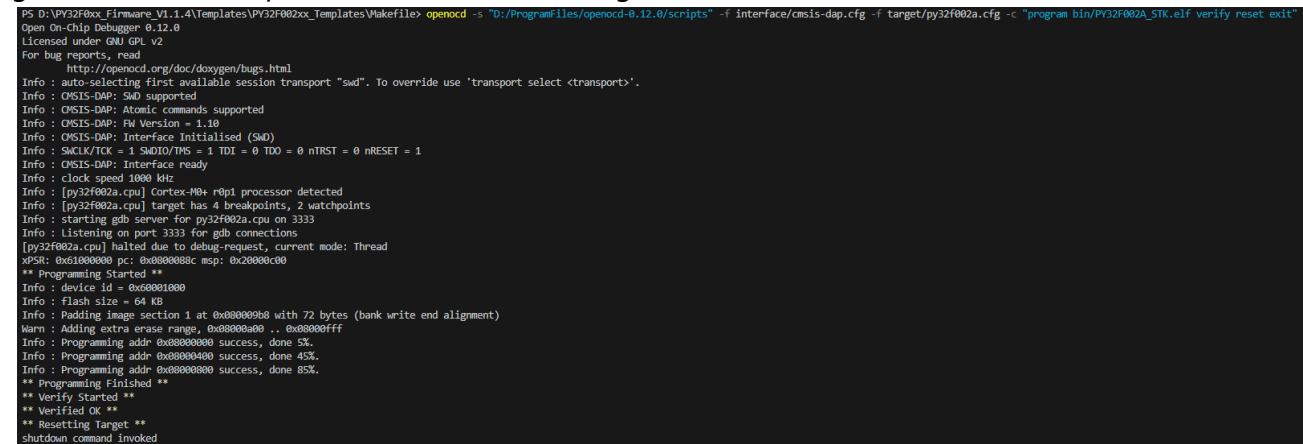 PS D:\PY32F0xx_Firmware_V1.1.4\Templates\PY32F002xx_Templates\Makefile> openocd -s "D:/ProgramFiles/openocd-0.12.0/scripts" -f interface/cmsis-dap.cfg -f target/py32f002a.cfg -c "program bin/PY32F002A_STK.elf verify reset exit"
Open On-Chip Debugger 0.12.0
Licensed under GNU GPL v2
For bug reports, read
http://openocd.org/doc/doxygen/bugs.html
Info : auto-selecting first available session transport "swd". To override use 'transport select <transport>'.
Info : CMSIS-DAP: SWD supported
Info : CMSIS-DAP: Atomic commands supported
Info : CMSIS-DAP: FW Version = 1.10
Info : CMSIS-DAP: Interface Initialised (SWD)
Info : SWCLK/TCK = 1 SWDIO/TMS = 1 TDI = 0 TDO = 0 nTRST = 0 nRESET = 1
Info : CMSIS-DAP: Interface ready
Info : clock speed 1000 kHz
Info : [py32f002a.cpu] Cortex-M0+ r0p1 processor detected
Info : [py32f002a.cpu] target has 4 breakpoints, 2 watchpoints
Info : starting gdb server for py32f002a.cpu on 3333
Info : Listening on port 3333 for gdb connections
[py32f002a.cpu] halted due to debug-request, current mode: Thread
xPSR: 0x61000000 pc: 0x0800088c msp: 0x20000c00
** Programming Started **
Info : device id = 0x60001000
Info : flash size = 64 KB
Info : Padding image section 1 at 0x080009b8 with 72 bytes (bank write end alignment)
Warn : Adding extra erase range, 0x08000a00 .. 0x08000fff
Info : Programming addr 0x08000000 success, done 5%.
Info : Programming addr 0x08000400 success, done 45%.
Info : Programming addr 0x08000800 success, done 85%.
** Programming Finished **
** Verify Started **
** Verified OK **
** Resetting Target **
shutdown command invoked